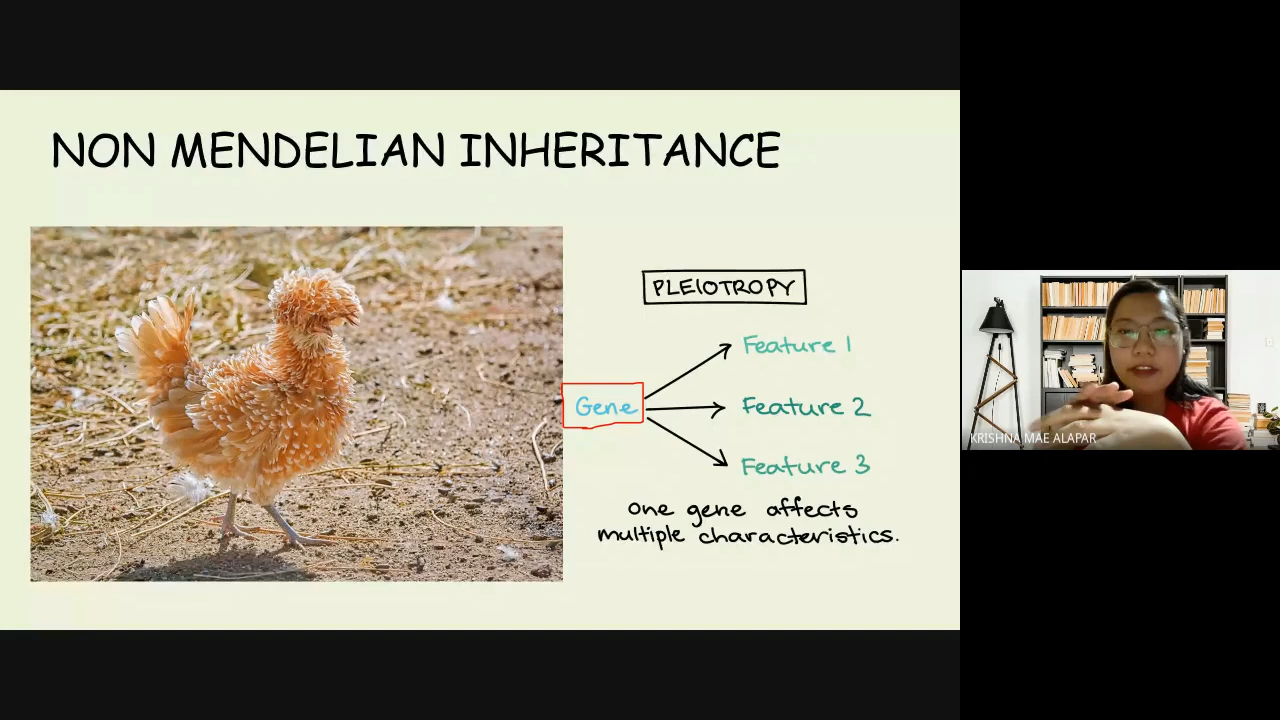 NON MENDELIAN INHERITANCE
PLEIOTROPY
Feature 1
Gene
Feature 2
Feature 3
one gene affects
multiple characteristics.
KRISHNA MAE ALAPAR